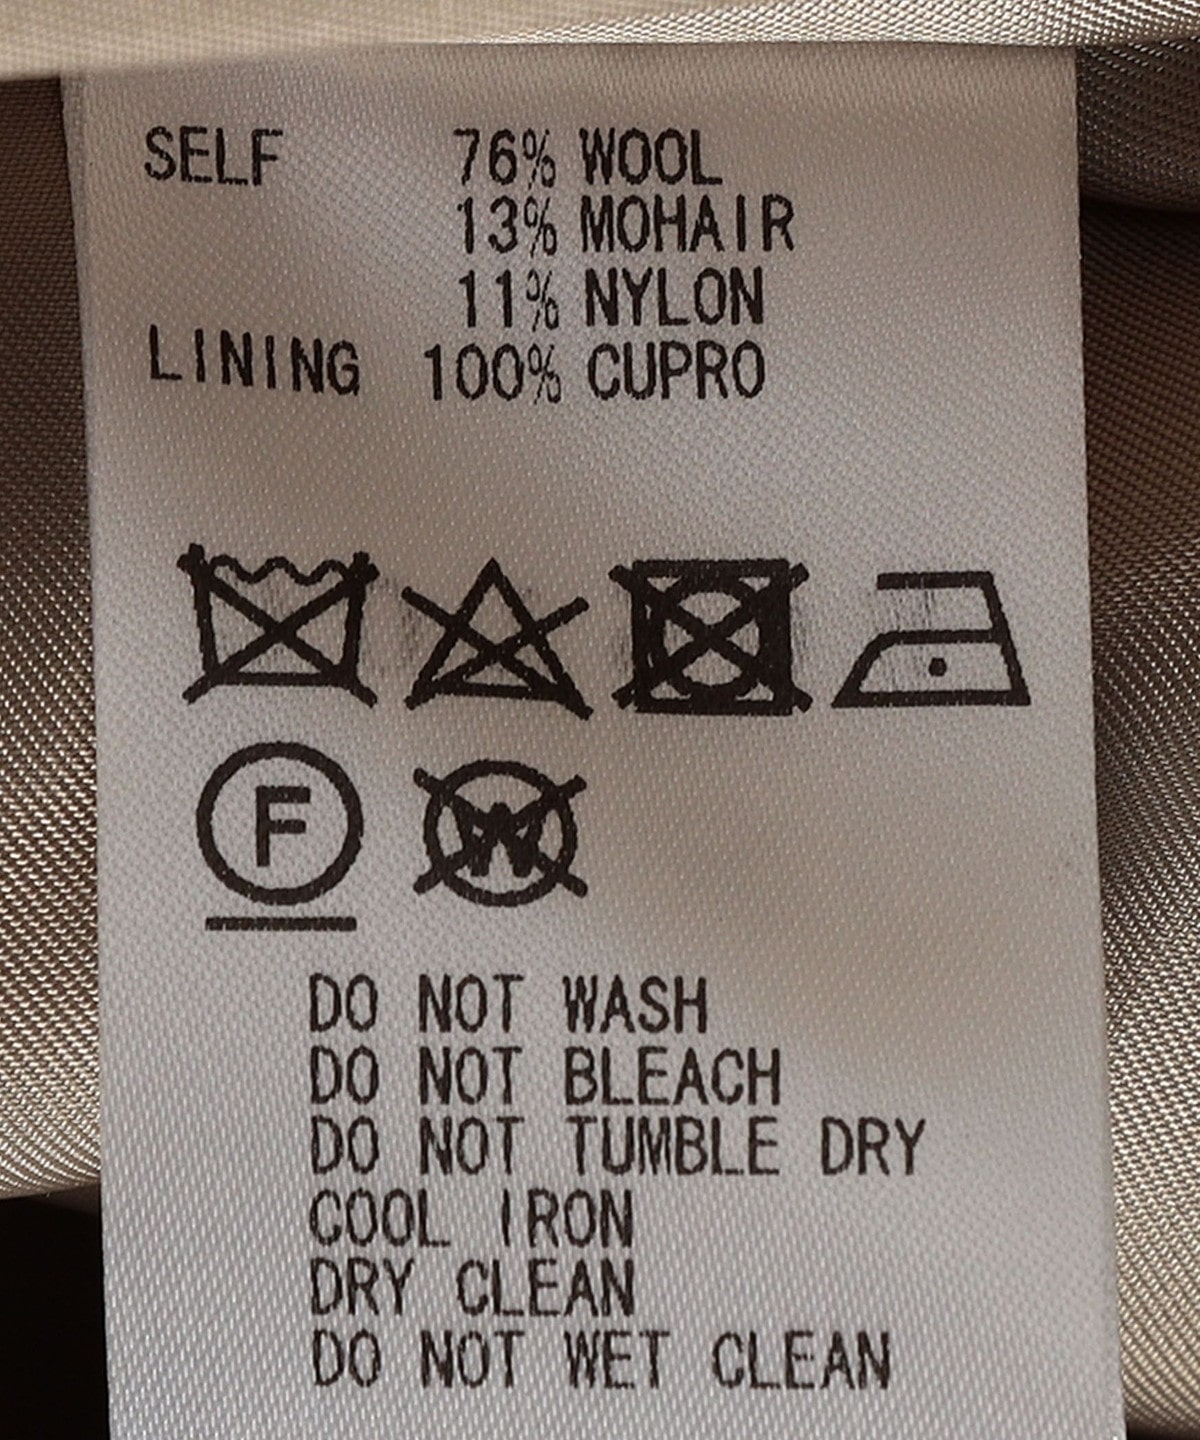 SELF 76% WOOL
13% MOHAIR
11% NYLON
LINING 100% CUPRO
F W
DO NOT WASH
DO NOT BLEACH
DO NOT TUMBLE DRY
COOL IRON
DRY CLEAN
DO NOT WET CLEAN